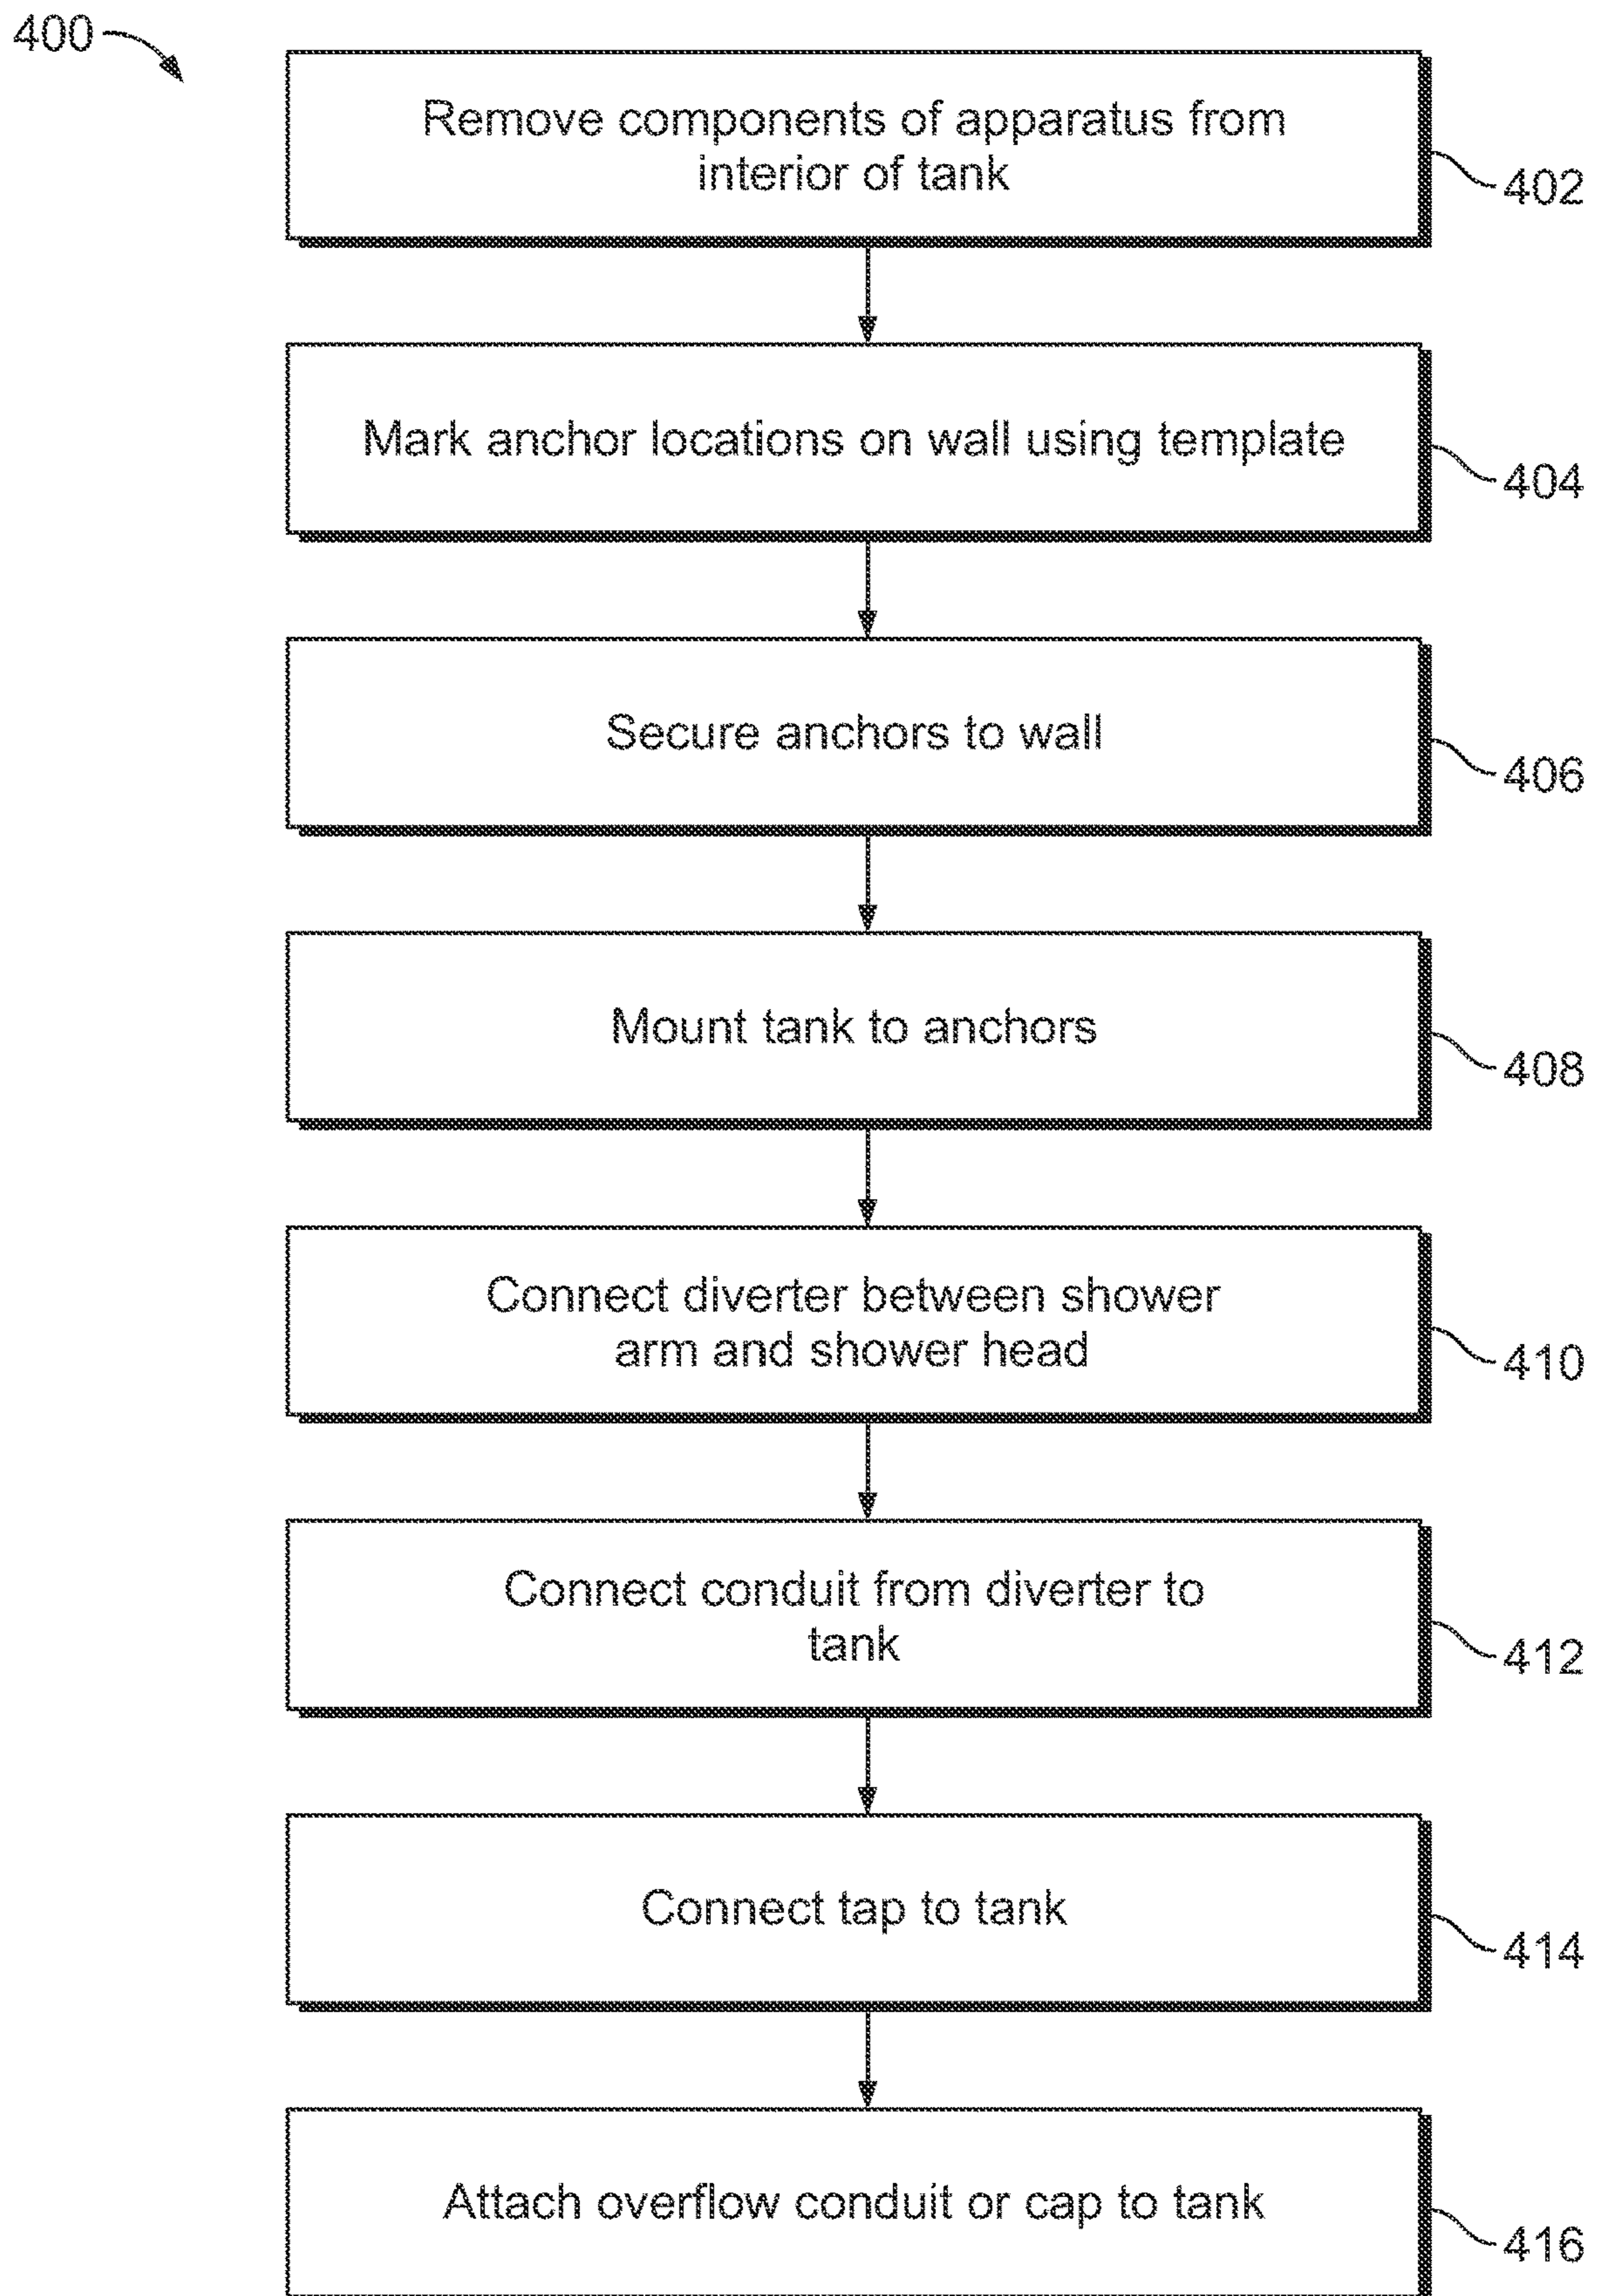 400
Remove components of apparatus from
interior of tank
402
Mark anchor locations on wall using template
404
Secure anchors to wall
406
Mount tank to anchors
408
Connect diverter between shower
arm and shower head
410
Connect conduit from diverter to
tank
412
Connect tap to tank
414
Attach overflow conduit or cap to tank
416